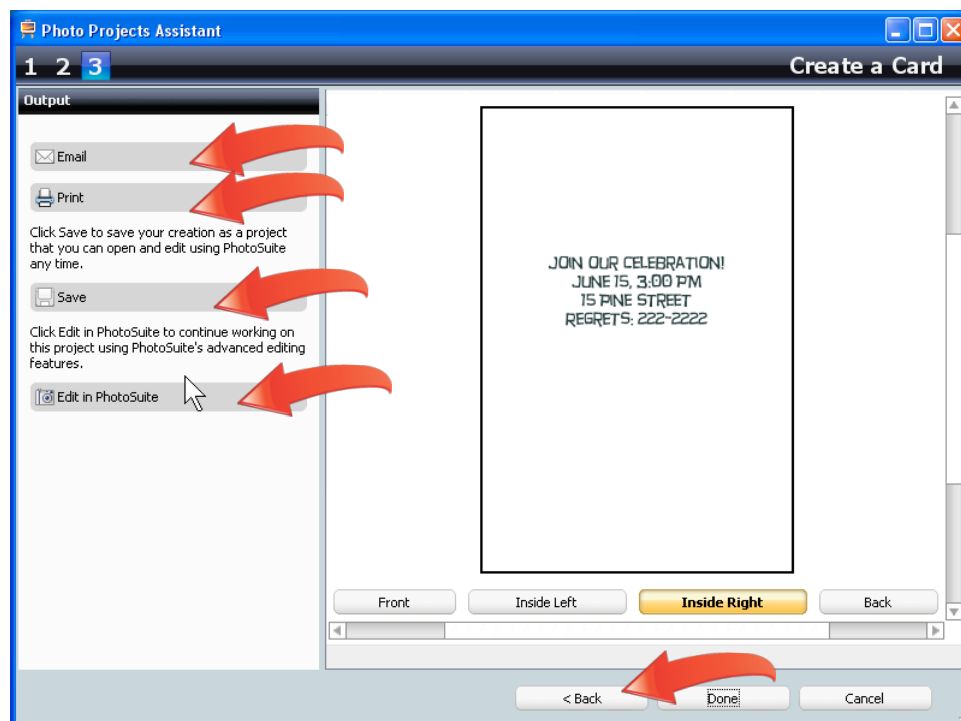 Photo Projects Assistant
1 2 3
Create a Card
Output
Email
Print
Click Save to save your creation as a project
that you can open and edit using PhotoSuite
any time.
Save
Click Edit in PhotoSuite to continue working on
this project using PhotoSuite's advanced editing
features.
Edit in PhotoSuite
JOIN OUR CELEBRATION!
JUNE 15, 3:00 PM
15 PINE STREET
REGRETS: 222-2222
Front
Inside Left
Inside Right
Back
< Back
Done
Cancel